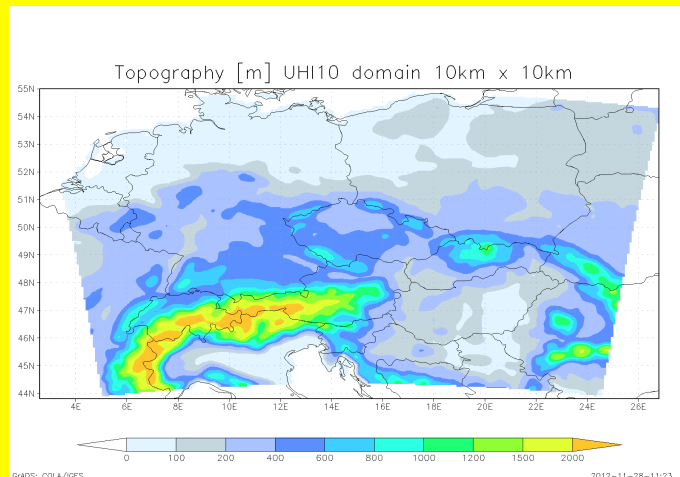 Topography [m] UHI10 domain 10km x 10km
55N
54N
53N
52N
51N
50N
49N
48N
47N
46N
45N
44N
4E 6E 8E 10E 12E 14E 16E 18E 20E 22E 24E 26E
0 100 200 400 600 800 1000 1200 1500 2000
GrADS: COLA/IGES 2012-11-28-11:23